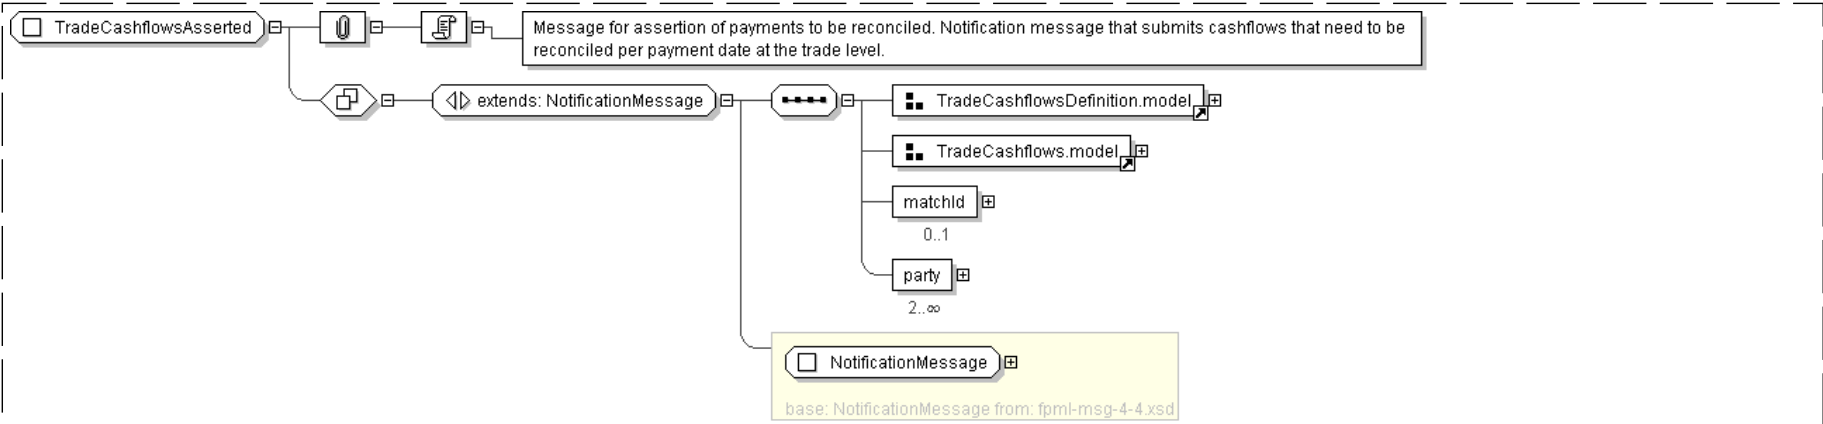 TradeCashflowsAsserted
Message for assertion of payments to be reconciled. Notification message that submits cashflows that need to be
reconciled per payment date at the trade level.
extends: NotificationMessage
TradeCashflowsDefinition.model
TradeCashflows.model
matchId
0..1
party
2..∞
NotificationMessage
base: NotificationMessage from: fpml-msg-4-4.xsd